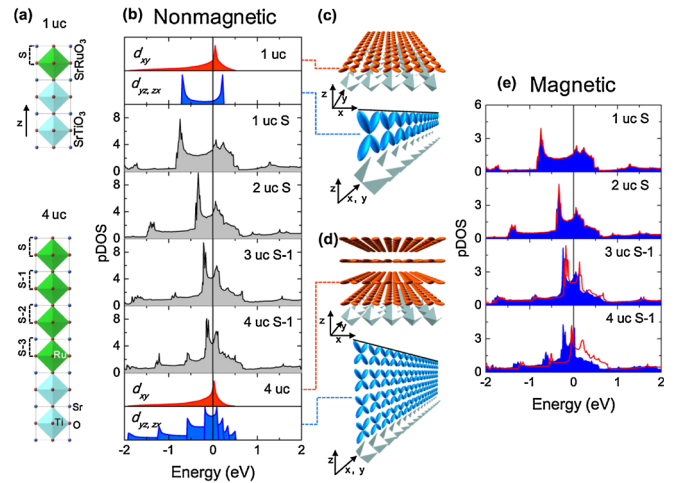 (a)
1 uc
S
SrRuO3
SrTiO3
z
4 uc
S
S-1
S-2
S-3
Ru
Sr
Ti
O
(b) Nonmagnetic
dxy
1 uc
dyz, zx
1 uc S
2 uc S
3 uc S-1
4 uc S-1
dxy
4 uc
dyz, zx
pDOS
8
4
0
8
4
0
8
4
0
8
4
0
-2 -1 0 1 2
Energy (eV)
(c)
z
y
x
z
x, y
(d)
z
y
x
z
x, y
(e) Magnetic
1 uc S
2 uc S
3 uc S-1
4 uc S-1
pDOS
6
3
0
3
0
3
0
3
0
-2 -1 0 1 2
Energy (eV)